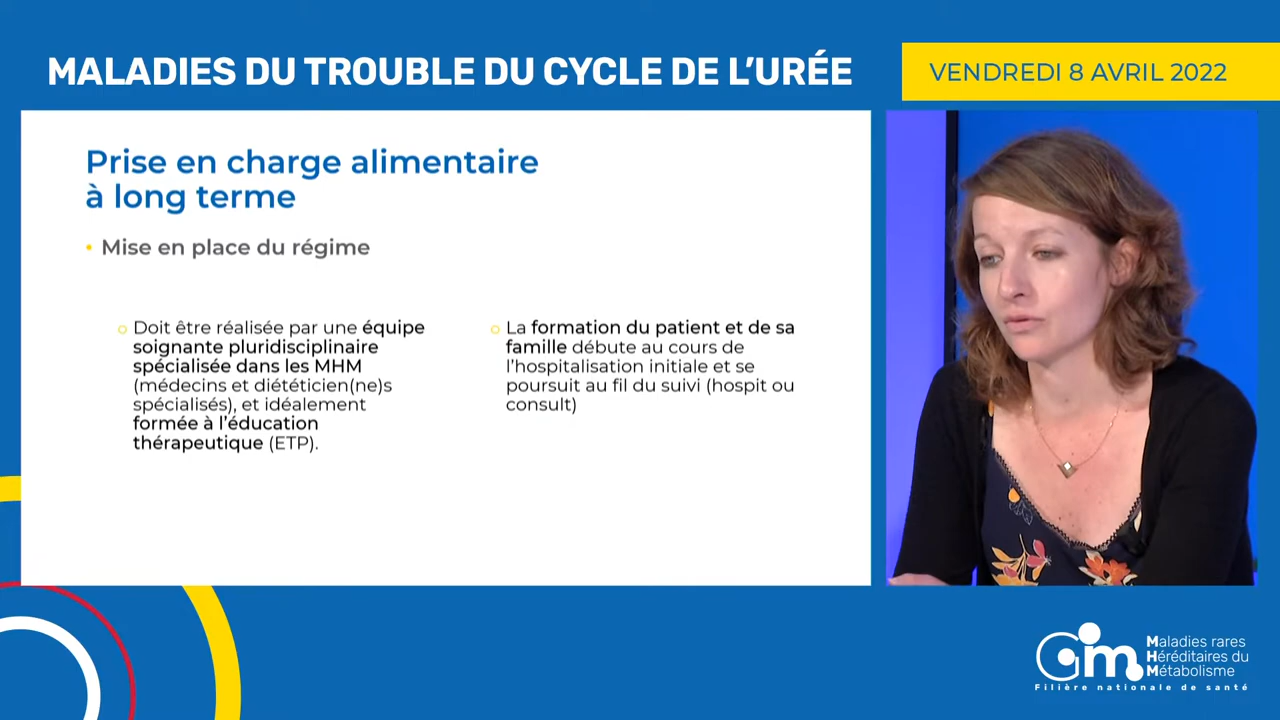 MALADIES DU TROUBLE DU CYCLE DE L'URÉE
VENDREDI 8 AVRIL 2022
Prise en charge alimentaire
à long terme
• Mise en place du régime
Doit être réalisée par une équipe
soignante pluridisciplinaire
spécialisée dans les MHM
(médecins et diététicien(ne)s
spécialisés), et idéalement
formée à l'éducation
thérapeutique (ETP).
La formation du patient et de sa
famille débute au cours de
l'hospitalisation initiale et se
poursuit au fil du suivi (hospit ou
consult)
Maladies rares
Héréditaires du
Métabolisme
Filière nationale de santé